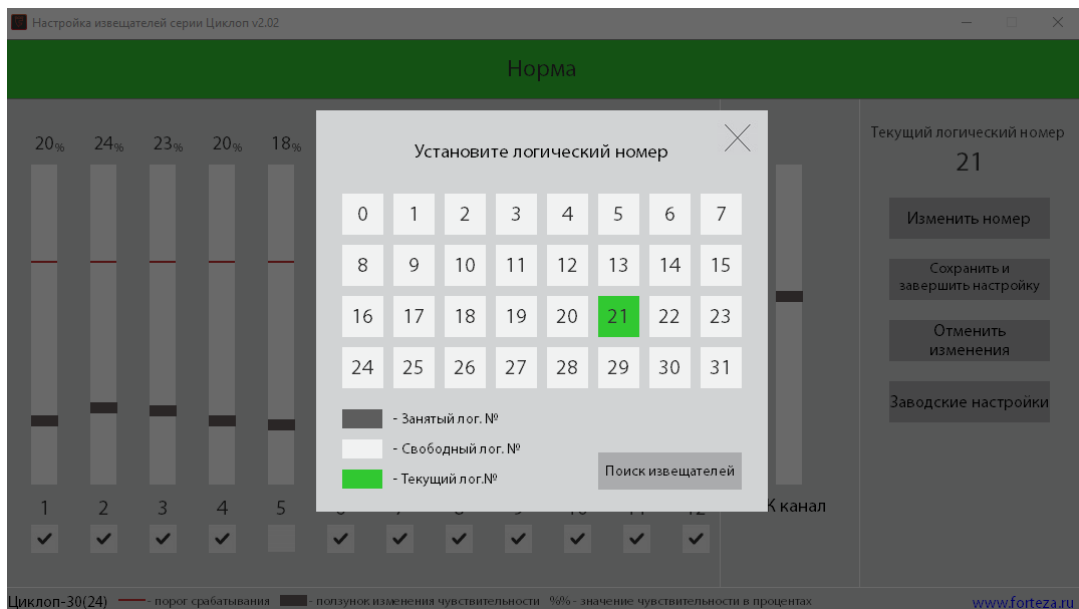 Настройка извещателей серии Циклоп v2.02
Норма
20% 24% 23% 20% 18%
Установите логический номер
0 1 2 3 4 5 6 7
8 9 10 11 12 13 14 15
16 17 18 19 20 21 22 23
24 25 26 27 28 29 30 31
- Занятый лог. №
- Свободный лог. №
- Текущий лог.№
Поиск извещателей
Текущий логический номер
21
Изменить номер
Сохранить и
завершить настройку
Отменить
изменения
Заводские настройки
1 2 3 4 5
К канал
Циклоп-30(24) - порог срабатывания - ползунок изменения чувствительности %% - значение чувствительности в процентах
www.forteza.ru